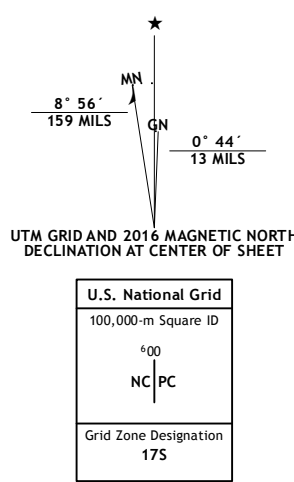 ★
MN
8° 56´
159 MILS
GN
0° 44´
13 MILS
UTM GRID AND 2016 MAGNETIC NORTH
DECLINATION AT CENTER OF SHEET
U.S. National Grid
100,000-m Square ID
⁶00
NC PC
Grid Zone Designation
17S